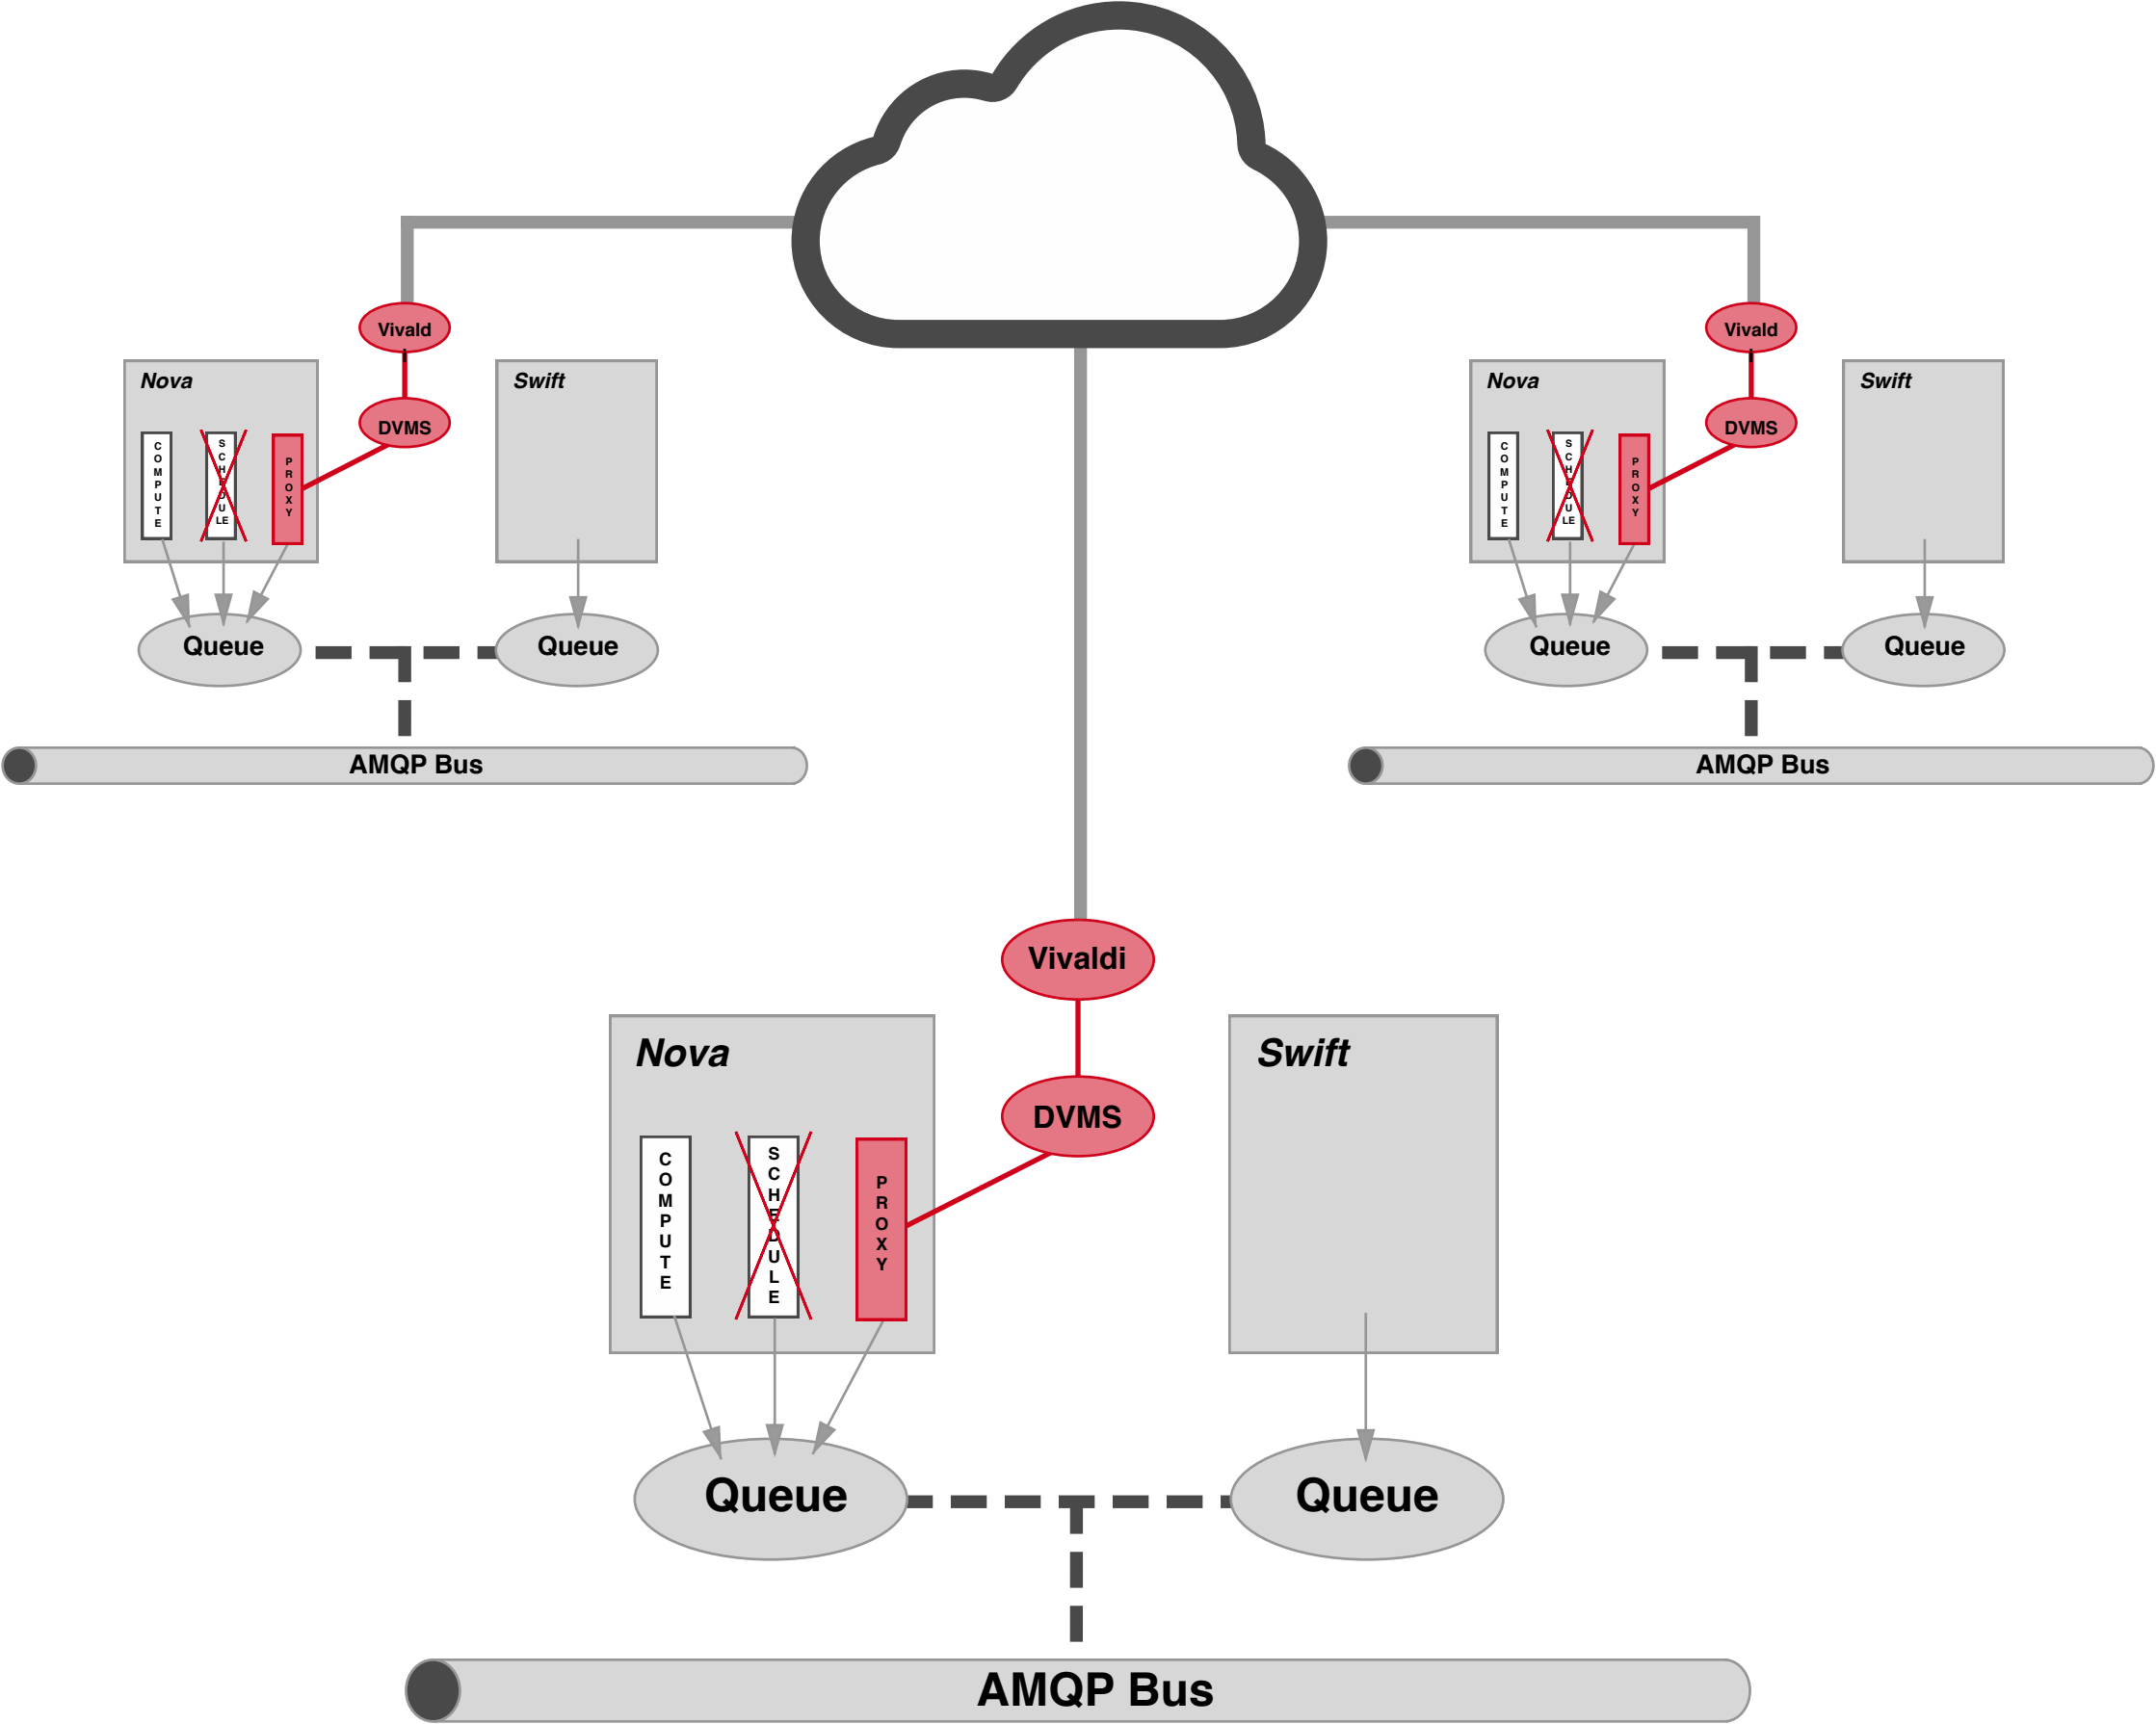 Vivald
Nova
Swift
DVMS
COMPUTE
SCHEDULE
PROXY
Queue
Queue
AMQP Bus
Vivald
Nova
Swift
DVMS
COMPUTE
SCHEDULE
PROXY
Queue
Queue
AMQP Bus
Vivaldi
Nova
Swift
DVMS
COMPUTE
SCHEDULE
PROXY
Queue
Queue
AMQP Bus